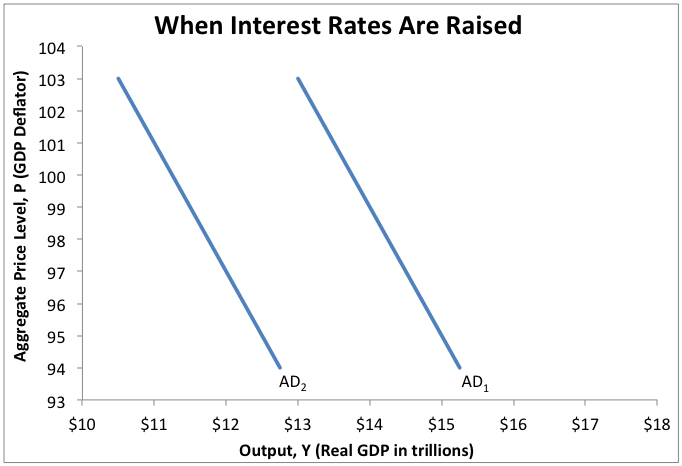 When Interest Rates Are Raised
Aggregate Price Level, P (GDP Deflator)
104
103
102
101
100
99
98
97
96
95
94
93
AD₂
AD₁
$10 $11 $12 $13 $14 $15 $16 $17 $18
Output, Y (Real GDP in trillions)